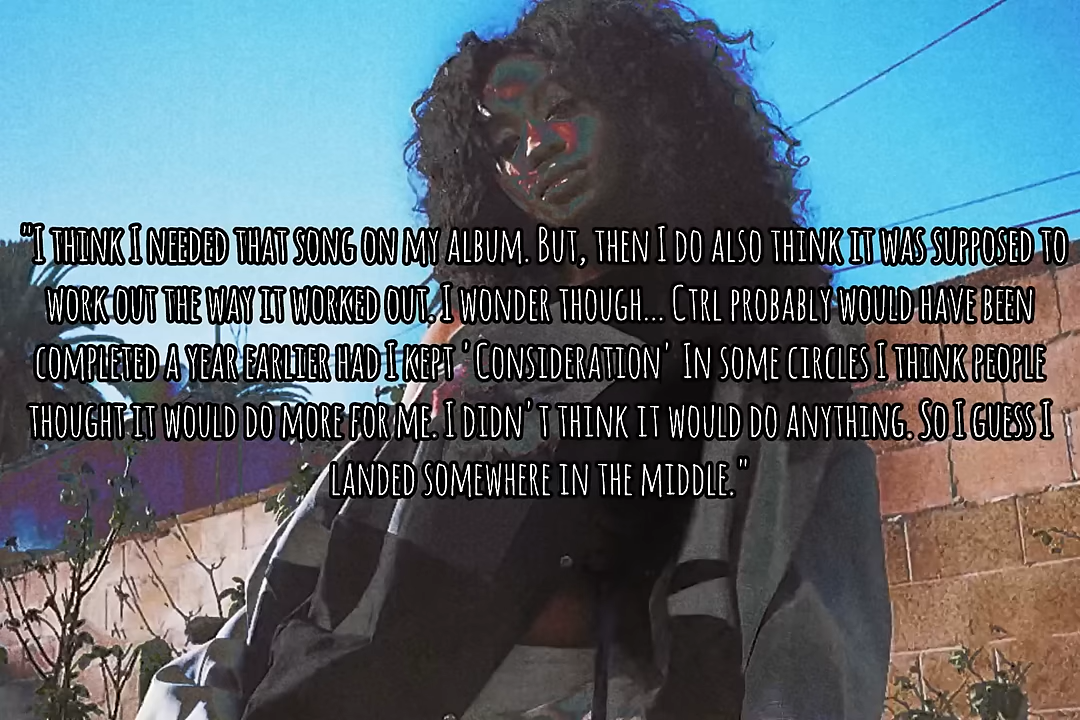 "I think I needed that song on my album. But, then I do also think it was supposed to
work out the way it worked out. I wonder though... Ctrl probably would have been
completed a year earlier had I kept 'Consideration' In some circles I think people
thought it would do more for me. I didn't think it would do anything. So I guess I
landed somewhere in the middle."